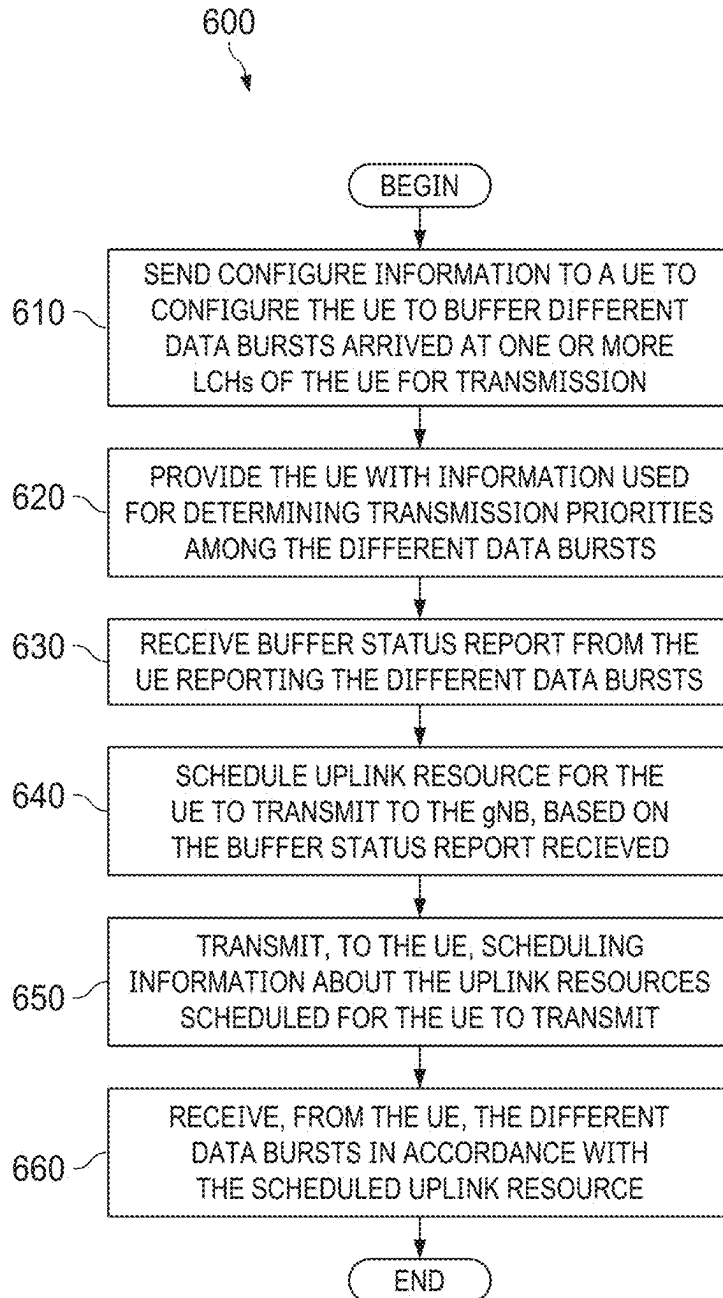 600
BEGIN
610
SEND CONFIGURE INFORMATION TO A UE TO
CONFIGURE THE UE TO BUFFER DIFFERENT
DATA BURSTS ARRIVED AT ONE OR MORE
LCHs OF THE UE FOR TRANSMISSION
620
PROVIDE THE UE WITH INFORMATION USED
FOR DETERMINING TRANSMISSION PRIORITIES
AMONG THE DIFFERENT DATA BURSTS
630
RECEIVE BUFFER STATUS REPORT FROM THE
UE REPORTING THE DIFFERENT DATA BURSTS
640
SCHEDULE UPLINK RESOURCE FOR THE
UE TO TRANSMIT TO THE gNB, BASED ON
THE BUFFER STATUS REPORT RECIEVED
650
TRANSMIT, TO THE UE, SCHEDULING
INFORMATION ABOUT THE UPLINK RESOURCES
SCHEDULED FOR THE UE TO TRANSMIT
660
RECEIVE, FROM THE UE, THE DIFFERENT
DATA BURSTS IN ACCORDANCE WITH
THE SCHEDULED UPLINK RESOURCE
END